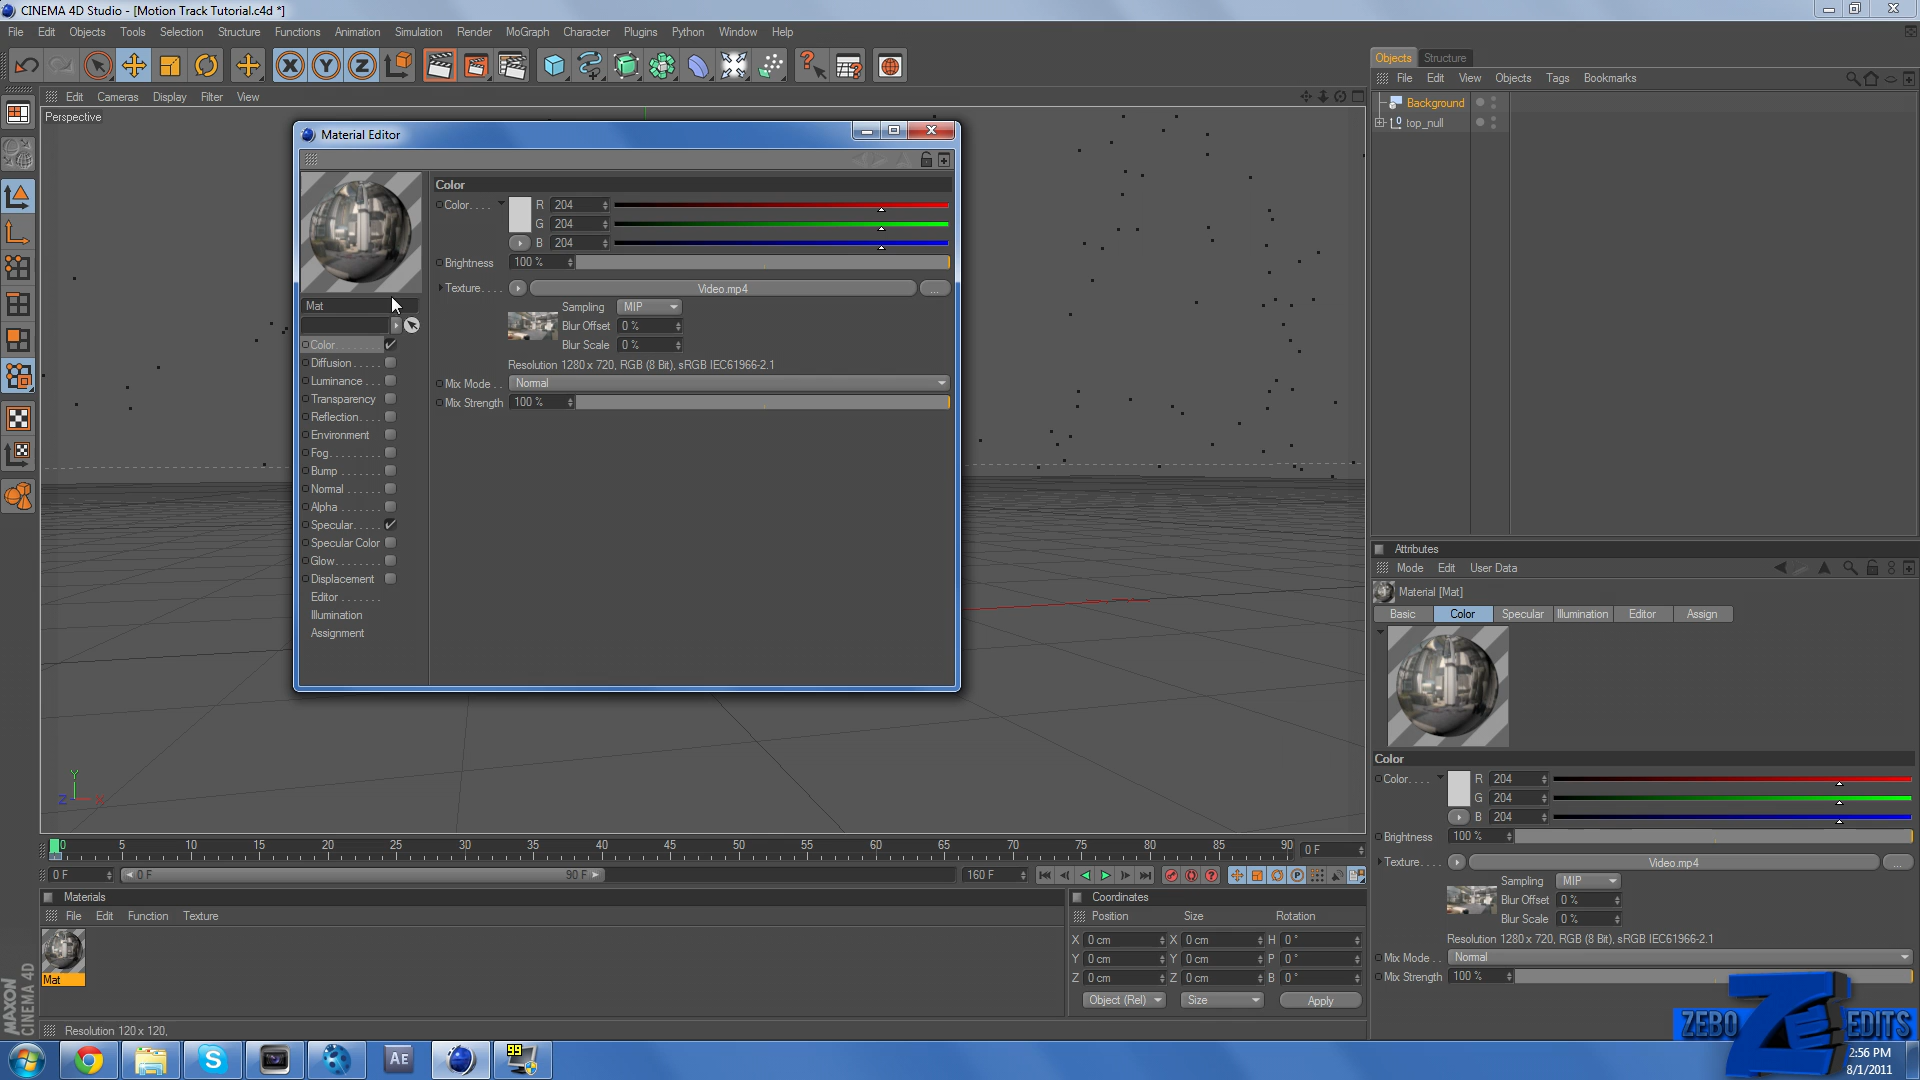 CINEMA 4D Studio - [Motion Track Tutorial.c4d *]
File Edit Objects Tools Selection Structure Functions Animation Simulation Render MoGraph Character Plugins Python Window Help
Edit Cameras Display Filter View
Perspective
Material Editor
Color
Color. . . . R 204
G 204
B 204
Brightness 100 %
Texture. . . . . Video.mp4 ...
Sampling MIP
Blur Offset 0 %
Blur Scale 0 %
Resolution 1280 x 720, RGB (8 Bit), sRGB IEC61966-2.1
Mix Mode . . Normal
Mix Strength 100 %
Mat
Color
Diffusion
Luminance
Transparency
Reflection
Environment
Fog
Bump
Normal
Alpha
Specular
Specular Color
Glow
Displacement
Editor
Illumination
Assignment
Objects Structure
File Edit View Objects Tags Bookmarks
Background
top_null
Attributes
Mode Edit User Data
Material [Mat]
Basic Color Specular Illumination Editor Assign
Color
Color. . . . R 204
G 204
B 204
Brightness 100 %
Texture. . . . Video.mp4 ...
Sampling MIP
Blur Offset 0 %
Blur Scale 0 %
Resolution 1280 x 720, RGB (8 Bit), sRGB IEC61966-2.1
Mix Mode . . Normal
Mix Strength 100 %
Y
Z X
0 5 10 15 20 25 30 35 40 45 50 55 60 65 70 75 80 85 90 0 F
0 F 0 F 90 F 160 F
Materials
File Edit Function Texture
Mat
Coordinates
Position Size Rotation
X 0 cm X 0 cm H 0 °
Y 0 cm Y 0 cm P 0 °
Z 0 cm Z 0 cm B 0 °
Object (Rel) Size Apply
MAXON
CINEMA 4D
Resolution 120 x 120,
ZEBO EDITS
AE
99
2:56 PM
8/1/2011